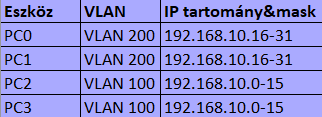 Eszköz VLAN IP tartomány&mask
PC0 VLAN 200 192.168.10.16-31
PC1 VLAN 200 192.168.10.16-31
PC2 VLAN 100 192.168.10.0-15
PC3 VLAN 100 192.168.10.0-15